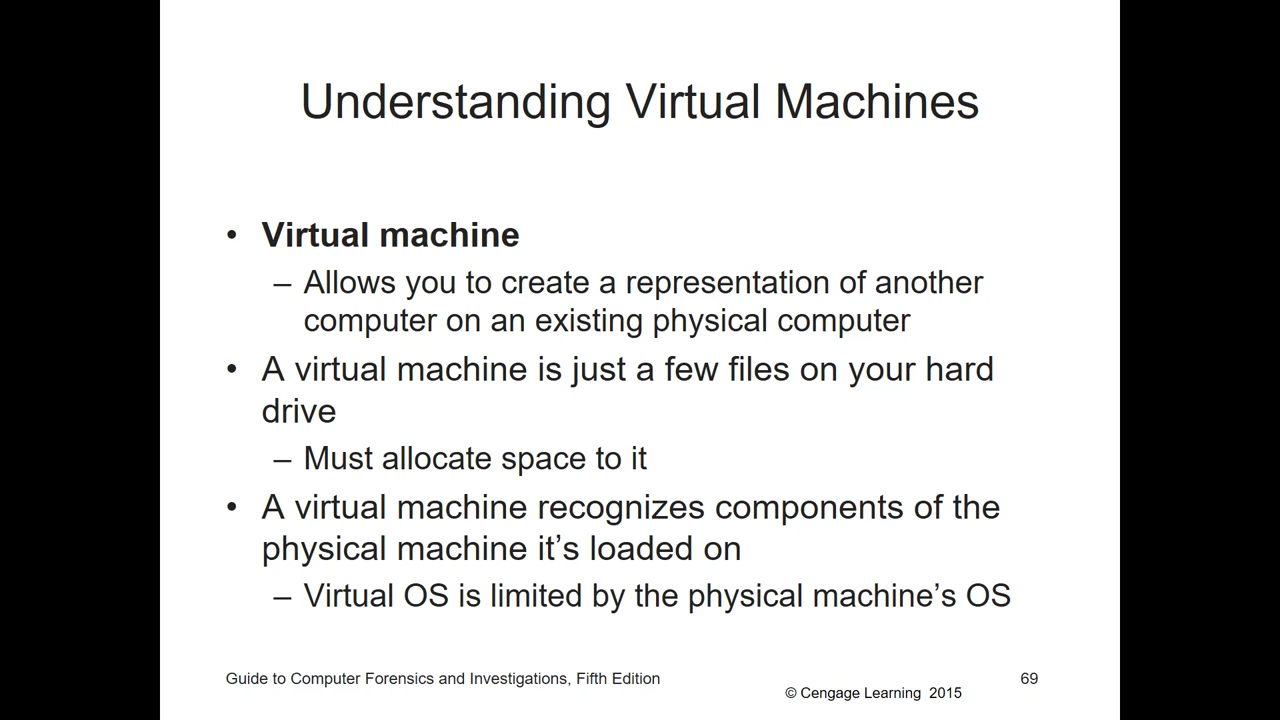 Understanding Virtual Machines
• Virtual machine
– Allows you to create a representation of another
computer on an existing physical computer
• A virtual machine is just a few files on your hard
drive
– Must allocate space to it
• A virtual machine recognizes components of the
physical machine it’s loaded on
– Virtual OS is limited by the physical machine’s OS
Guide to Computer Forensics and Investigations, Fifth Edition
69
© Cengage Learning 2015